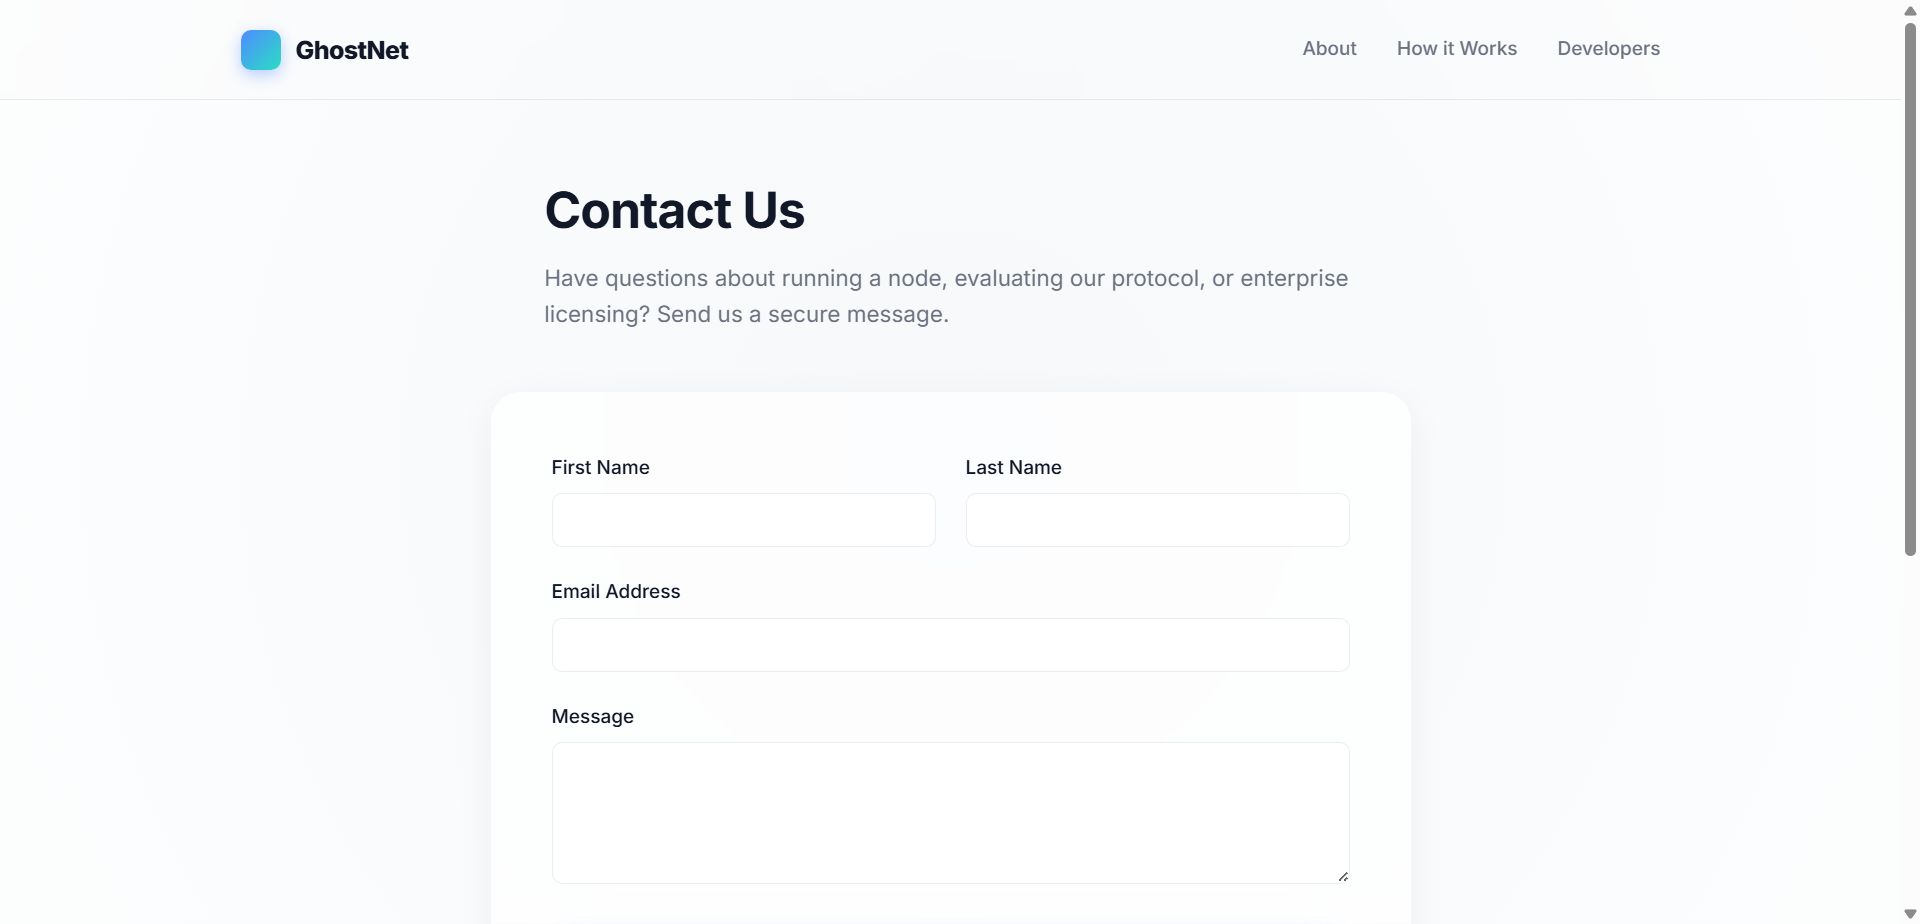 GhostNet
About
How it Works
Developers
Contact Us
Have questions about running a node, evaluating our protocol, or enterprise
licensing? Send us a secure message.
First Name
Last Name
Email Address
Message